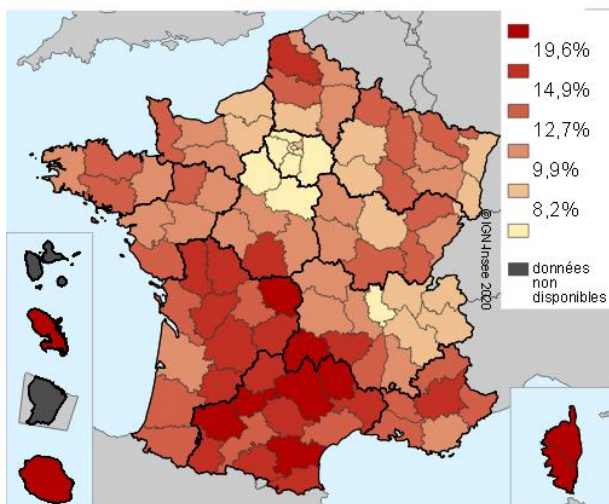 19,6%
14,9%
12,7%
9,9%
8,2%
données
non
disponibles
© IGN-Insee 2020